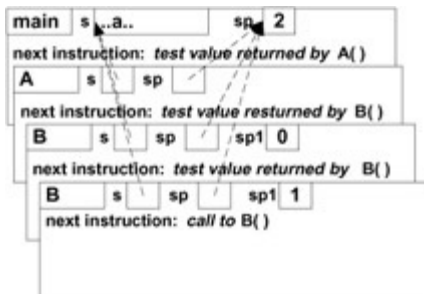 main s ..a.. sp 2
next instruction: test value returned by A( )
A s sp
next instruction: test value resturned by B( )
B s sp sp1 0
next instruction: test value returned by B( )
B s sp sp1 1
next instruction: call to B( )